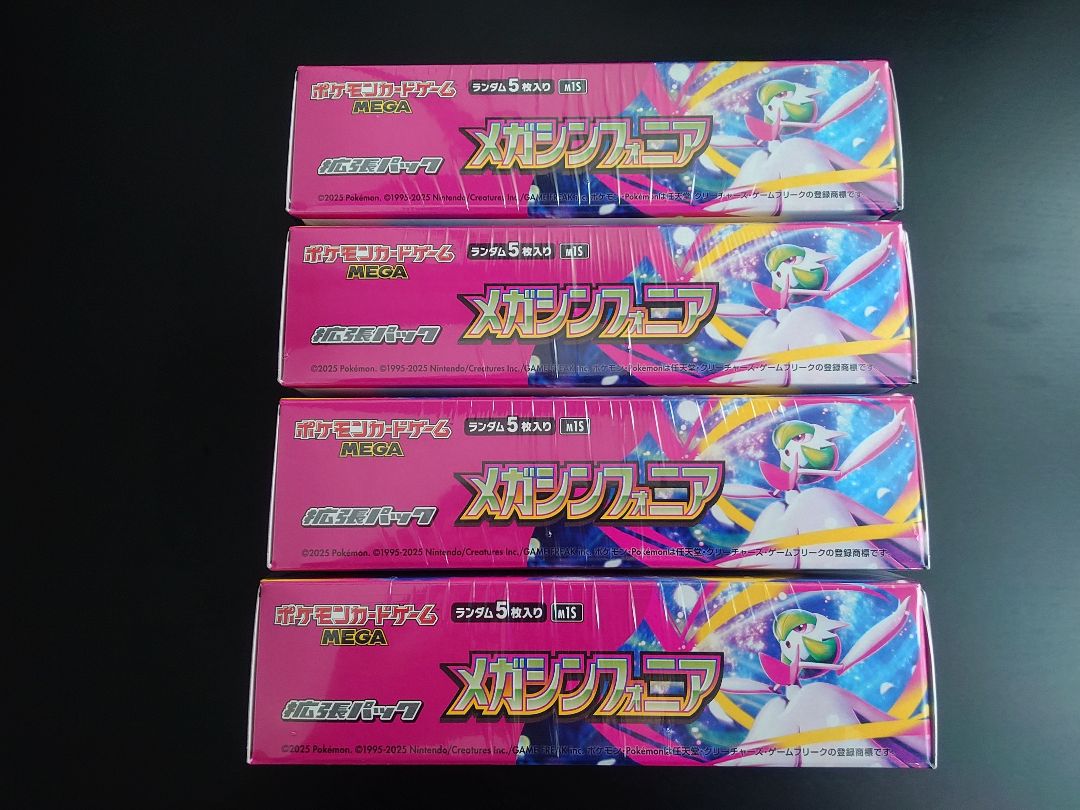 ポケモンカードゲーム ランダム5枚入り M1S
MEGA
メガシンフォニア
拡張パック
©2025 Pokémon. ©1995-2025 Nintendo/Creatures Inc./GAME FREAK inc. ポケモン・Pokémonは任天堂・クリーチャーズ・ゲームフリークの登録商標です。
ポケモンカードゲーム ランダム5枚入り M1S
MEGA
メガシンフォニア
拡張パック
©2025 Pokémon. ©1995-2025 Nintendo/Creatures Inc./GAME FREAK inc. ポケモン・Pokémonは任天堂・クリーチャーズ・ゲームフリークの登録商標です。
ポケモンカードゲーム ランダム5枚入り M1S
MEGA
メガシンフォニア
拡張パック
©2025 Pokémon. ©1995-2025 Nintendo/Creatures Inc./GAME FREAK inc. ポケモン・Pokémonは任天堂・クリーチャーズ・ゲームフリークの登録商標です。
ポケモンカードゲーム ランダム5枚入り M1S
MEGA
メガシンフォニア
拡張パック
©2025 Pokémon. ©1995-2025 Nintendo/Creatures Inc./GAME FREAK inc. ポケモン・Pokémonは任天堂・クリーチャーズ・ゲームフリークの登録商標です。